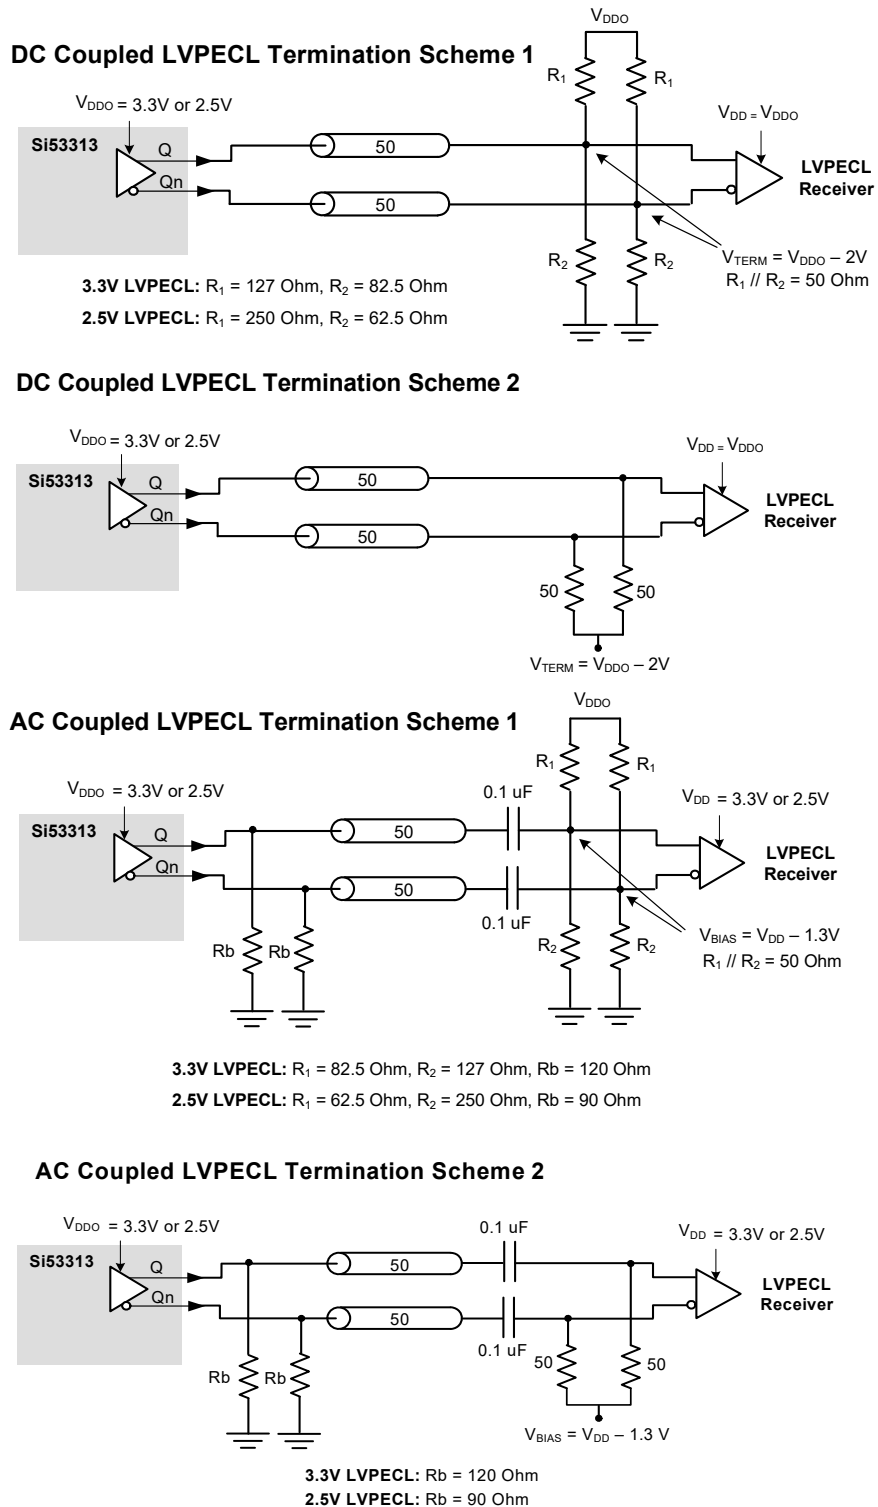 DC Coupled LVPECL Termination Scheme 1
VDDO
R1
R1
VDDO = 3.3V or 2.5V
VDD = VDDO
Si53313
Q
50
Qn
50
LVPECL
Receiver
R2
R2
VTERM = VDDO – 2V
R1 // R2 = 50 Ohm
3.3V LVPECL: R1 = 127 Ohm, R2 = 82.5 Ohm
2.5V LVPECL: R1 = 250 Ohm, R2 = 62.5 Ohm
DC Coupled LVPECL Termination Scheme 2
VDDO = 3.3V or 2.5V
VDD = VDDO
Si53313
Q
50
Qn
50
LVPECL
Receiver
50
50
VTERM = VDDO – 2V
AC Coupled LVPECL Termination Scheme 1
VDDO
R1
R1
VDDO = 3.3V or 2.5V
0.1 uF
VDD = 3.3V or 2.5V
Si53313
Q
50
Qn
50
0.1 uF
LVPECL
Receiver
Rb
Rb
R2
R2
VBIAS = VDD – 1.3V
R1 // R2 = 50 Ohm
3.3V LVPECL: R1 = 82.5 Ohm, R2 = 127 Ohm, Rb = 120 Ohm
2.5V LVPECL: R1 = 62.5 Ohm, R2 = 250 Ohm, Rb = 90 Ohm
AC Coupled LVPECL Termination Scheme 2
VDDO = 3.3V or 2.5V
0.1 uF
VDD = 3.3V or 2.5V
Si53313
Q
50
Qn
50
0.1 uF
LVPECL
Receiver
Rb
Rb
50
50
VBIAS = VDD – 1.3 V
3.3V LVPECL: Rb = 120 Ohm
2.5V LVPECL: Rb = 90 Ohm